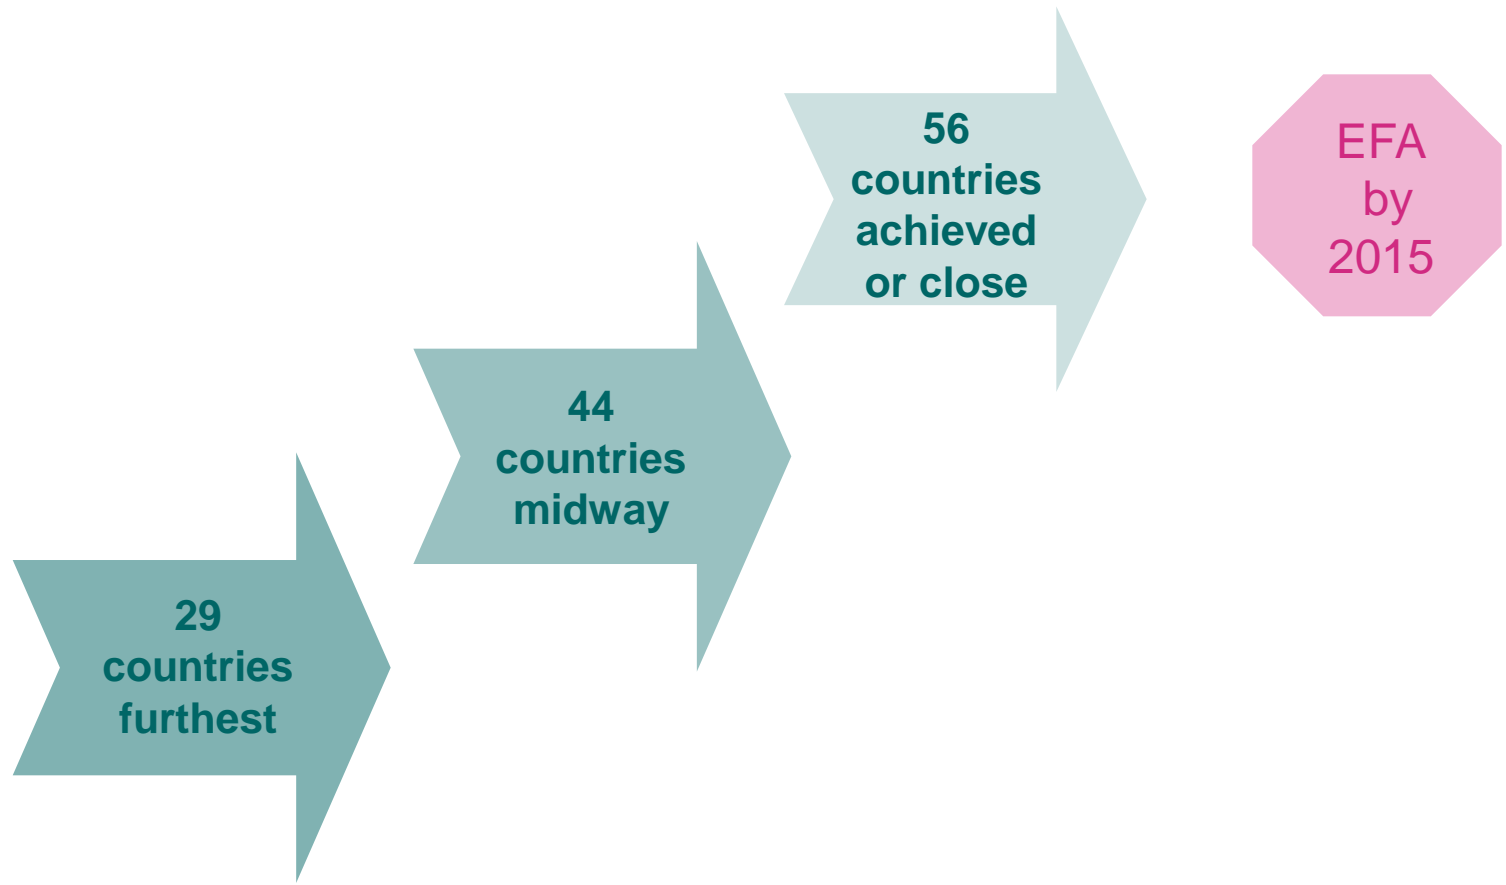 56
countries
achieved
or close
EFA
by
2015
44
countries
midway
29
countries
furthest